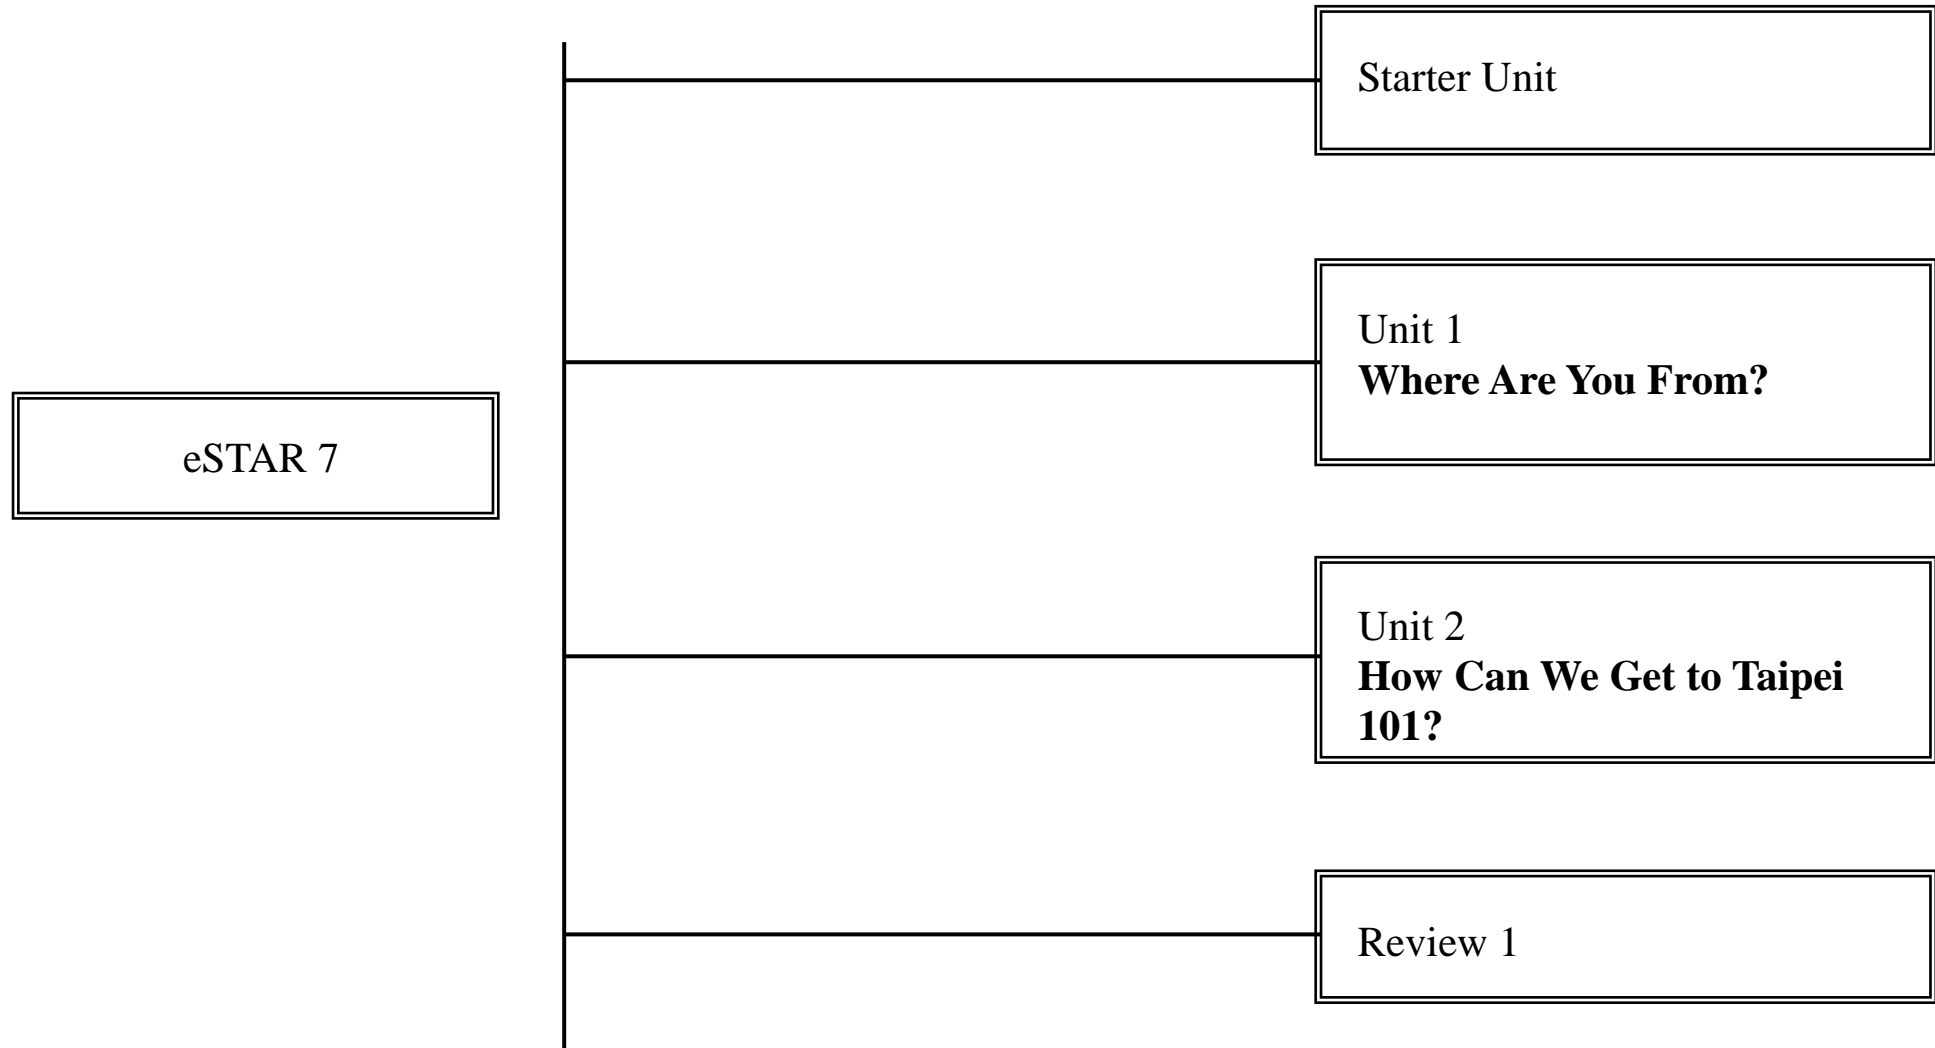 Starter Unit
Unit 1
Where Are You From?
eSTAR 7
Unit 2
How Can We Get to Taipei
101?
Review 1